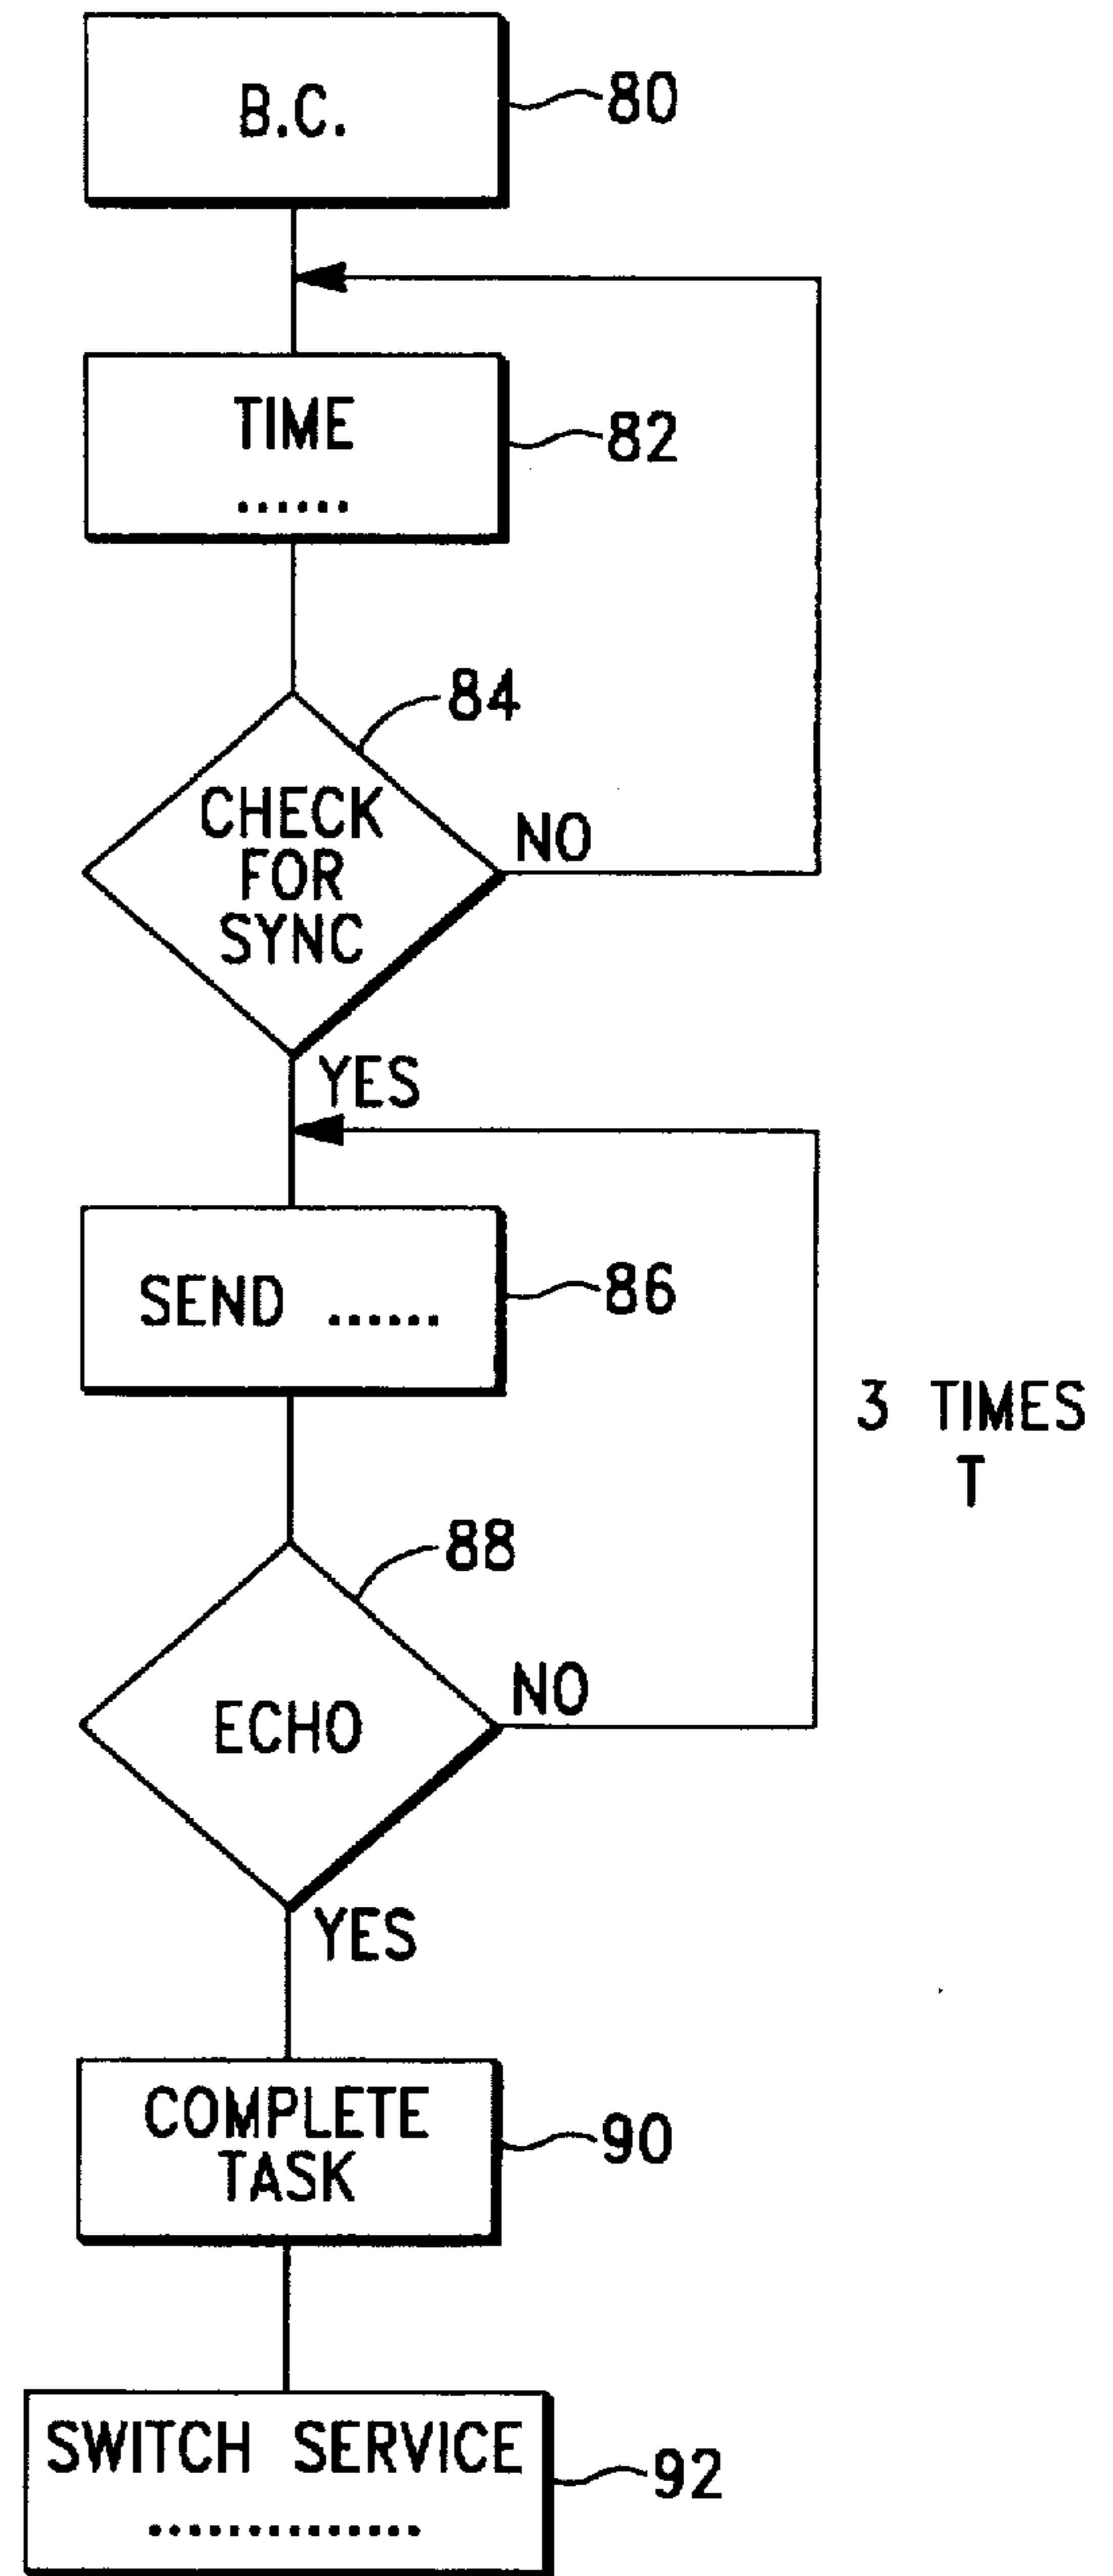 B.C.
80
TIME
......
82
84
CHECK
FOR
SYNC
NO
YES
SEND ......
86
3 TIMES
T
88
ECHO
NO
YES
COMPLETE
TASK
90
SWITCH SERVICE
..............
92